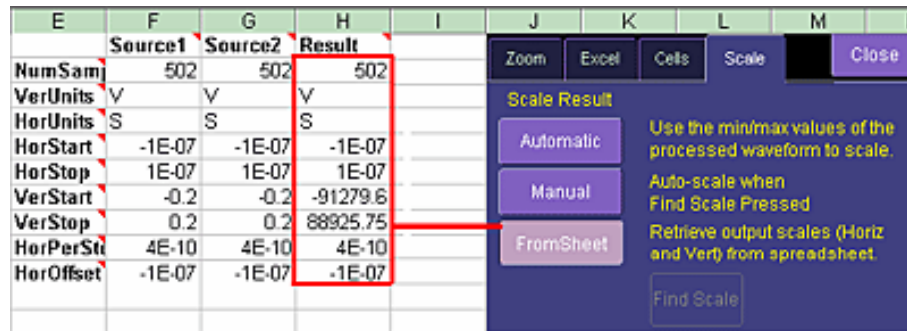 E F G H I J K L M
Source1 Source2 Result
NumSam 502 502 502
VerUnits V V V
HorUnits S S S
HorStart -1E-07 -1E-07 -1E-07
HorStop 1E-07 1E-07 1E-07
VerStart -0.2 -0.2 -91279.6
VerStop 0.2 0.2 88925.75
HorPerSt 4E-10 4E-10 4E-10
HorOffset -1E-07 -1E-07 -1E-07
Zoom Excel Cells Scale Close
Scale Result
Automatic
Use the min/max values of the
processed waveform to scale.
Manual
Auto-scale when
Find Scale Pressed
FromSheet
Retrieve output scales (Horiz
and Vert) from spreadsheet.
Find Scale